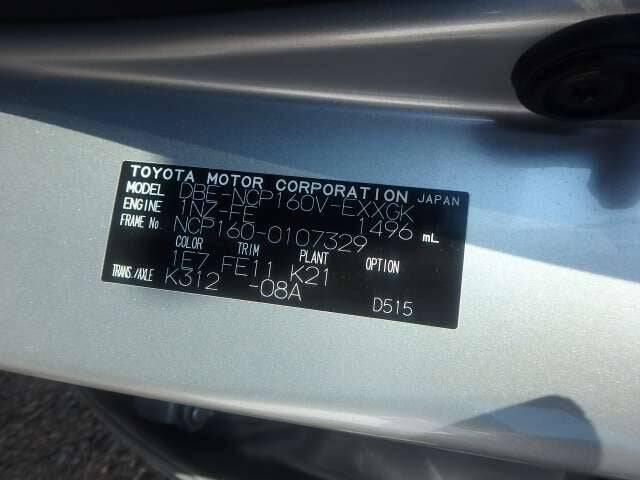 TOYOTA MOTOR CORPORATION JAPAN
MODEL DBE-NCP160V-EXXGK
ENGINE 1NZ-FE 1496 mL
FRAME No NCP160-0107329
COLOR TRIM PLANT OPTION
1E7 FE11 K21
TRANS./AXLE K312 -08A
D515